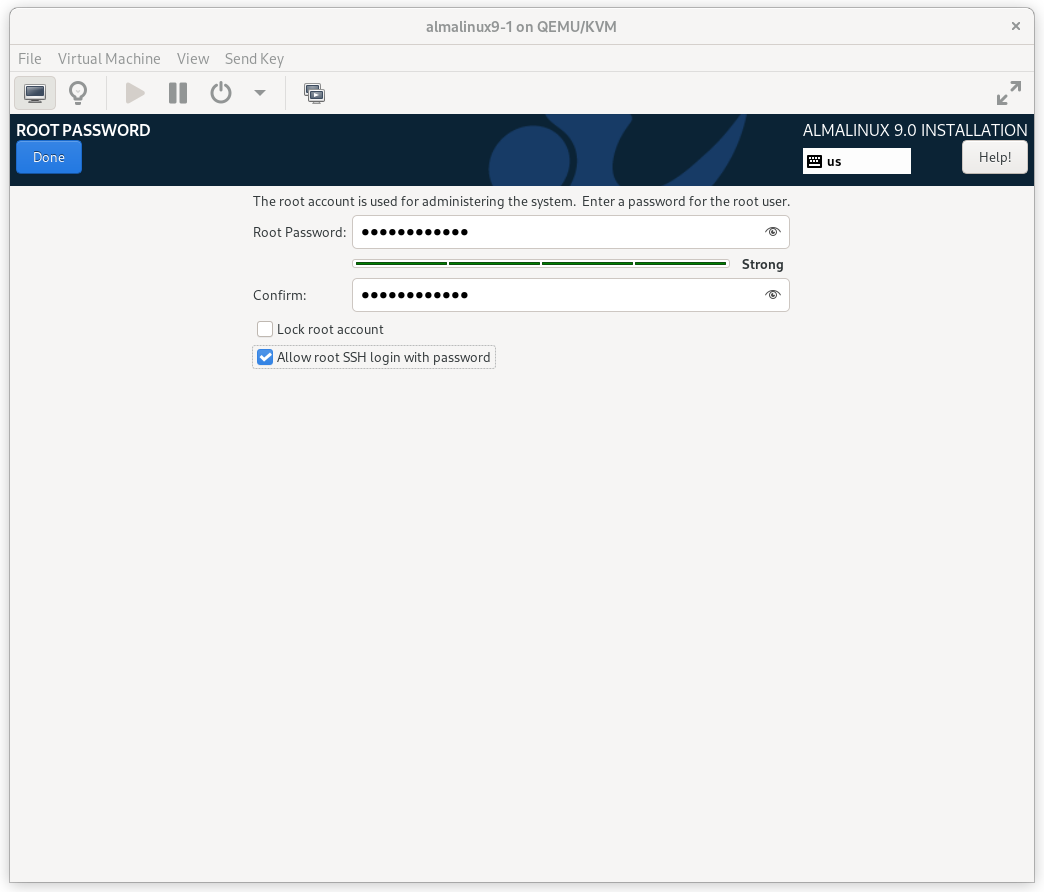 almalinux9-1 on QEMU/KVM
File Virtual Machine View Send Key
ROOT PASSWORD
ALMALINUX 9.0 INSTALLATION
Done
us
Help!
The root account is used for administering the system. Enter a password for the root user.
Root Password: ●●●●●●●●●●●●
Strong
Confirm: ●●●●●●●●●●●●
Lock root account
Allow root SSH login with password